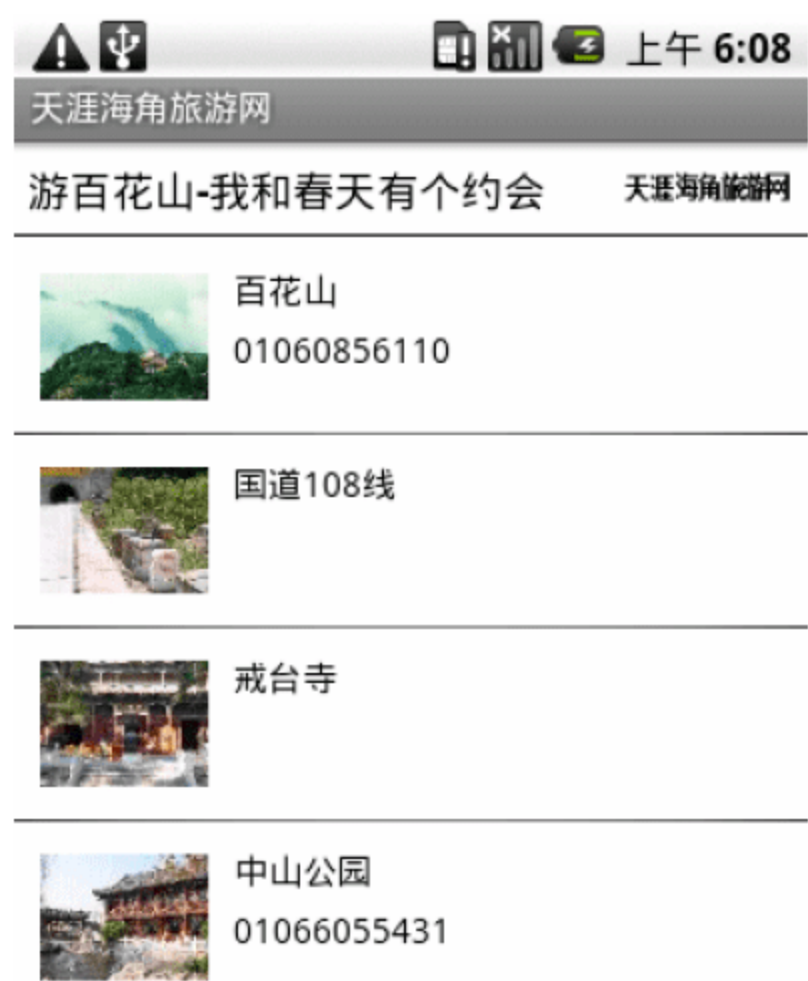 上午 6:08
天涯海角旅游网
游百花山-我和春天有个约会 天涯海角旅游网
百花山
01060856110
国道108线
戒台寺
中山公园
01066055431